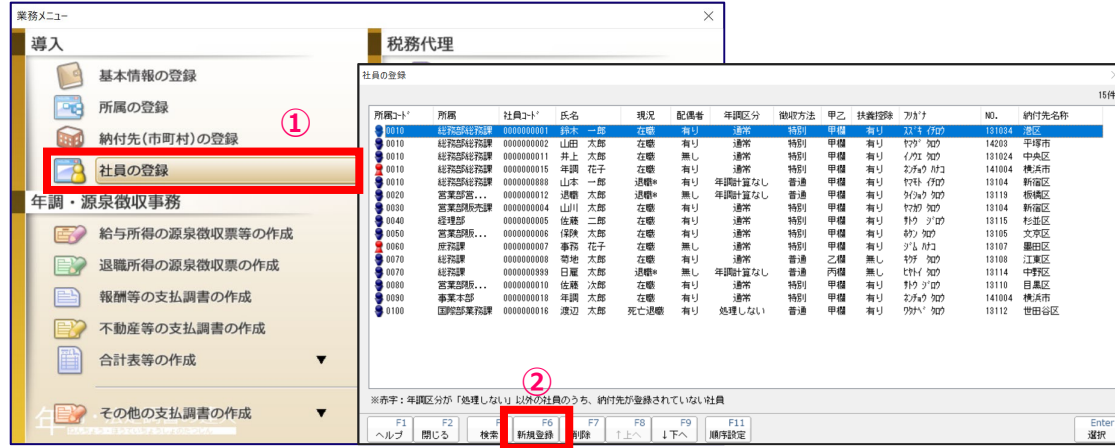 業務メニュー
導入
基本情報の登録
所属の登録
納付先(市町村)の登録
①
社員の登録
年調・源泉徴収事務
給与所得の源泉徴収票等の作成
退職所得の源泉徴収票の作成
報酬等の支払調書の作成
不動産等の支払調書の作成
合計表等の作成 ▼
その他の支払調書の作成 ▼
税務代理
社員の登録
15件
所属コード 所属 社員コード 氏名 現況 配偶者 年調区分 徴収方法 甲乙 扶養控除 フリガナ NO. 納付先名称
0010 総務部総務課 0000000001 鈴木 一郎 在職 有り 通常 特別 甲欄 有り スズキ イチロウ 131034 港区
0010 総務部総務課 0000000002 山田 太郎 在職 有り 通常 特別 甲欄 有り ヤマダ タロウ 14203 平塚市
0010 総務部総務課 0000000011 井上 太郎 在職 無し 通常 特別 甲欄 有り イノウエ タロウ 131024 中央区
0010 総務部総務課 0000000015 年調 花子 在職 有り 通常 特別 甲欄 有り ネンチョウ ハナコ 141004 横浜市
0010 総務部総務課 0000000888 山本 一郎 退職* 有り 年調計算なし 普通 甲欄 有り ヤマモト イチロウ 13104 新宿区
0020 営業部営... 0000000012 退職 太郎 退職* 無し 年調計算なし 普通 甲欄 有り タイショク タロウ 13119 板橋区
0030 営業部販売課 0000000004 山川 太郎 在職 有り 通常 特別 甲欄 有り ヤマカワ タロウ 13104 新宿区
0040 経理部 0000000005 佐藤 二郎 在職 有り 通常 特別 甲欄 有り サトウ ジロウ 13115 杉並区
0050 営業部販... 0000000006 保険 太郎 在職 有り 通常 特別 甲欄 有り ホケン タロウ 13105 文京区
0060 庶務課 0000000007 事務 花子 在職 無し 通常 特別 甲欄 有り ジム ハナコ 13107 墨田区
0070 総務課 0000000008 菊地 太郎 在職 有り 通常 普通 乙欄 無し キクチ タロウ 13108 江東区
0070 総務課 0000000999 日雇 太郎 退職* 無し 年調計算なし 普通 丙欄 無し ヒヤトイ タロウ 13114 中野区
0080 営業部販... 0000000010 佐藤 次郎 在職 有り 通常 普通 甲欄 有り サトウ ジロウ 13110 目黒区
0090 事業本部 0000000018 年調 太郎 在職 有り 通常 普通 甲欄 有り ネンチョウ タロウ 141004 横浜市
0100 国際部業務課 0000000016 渡辺 太郎 死亡退職 有り 処理しない 普通 甲欄 有り ワタナベ タロウ 13112 世田谷区
②
※赤字：年調区分が「処理しない」以外の社員のうち、納付先が登録されていない社員
F1 ヘルプ
F2 閉じる
検索
F6 新規登録
F7 削除
F8 ↑上へ
F9 ↓下へ
F11 順序設定
Enter 選択